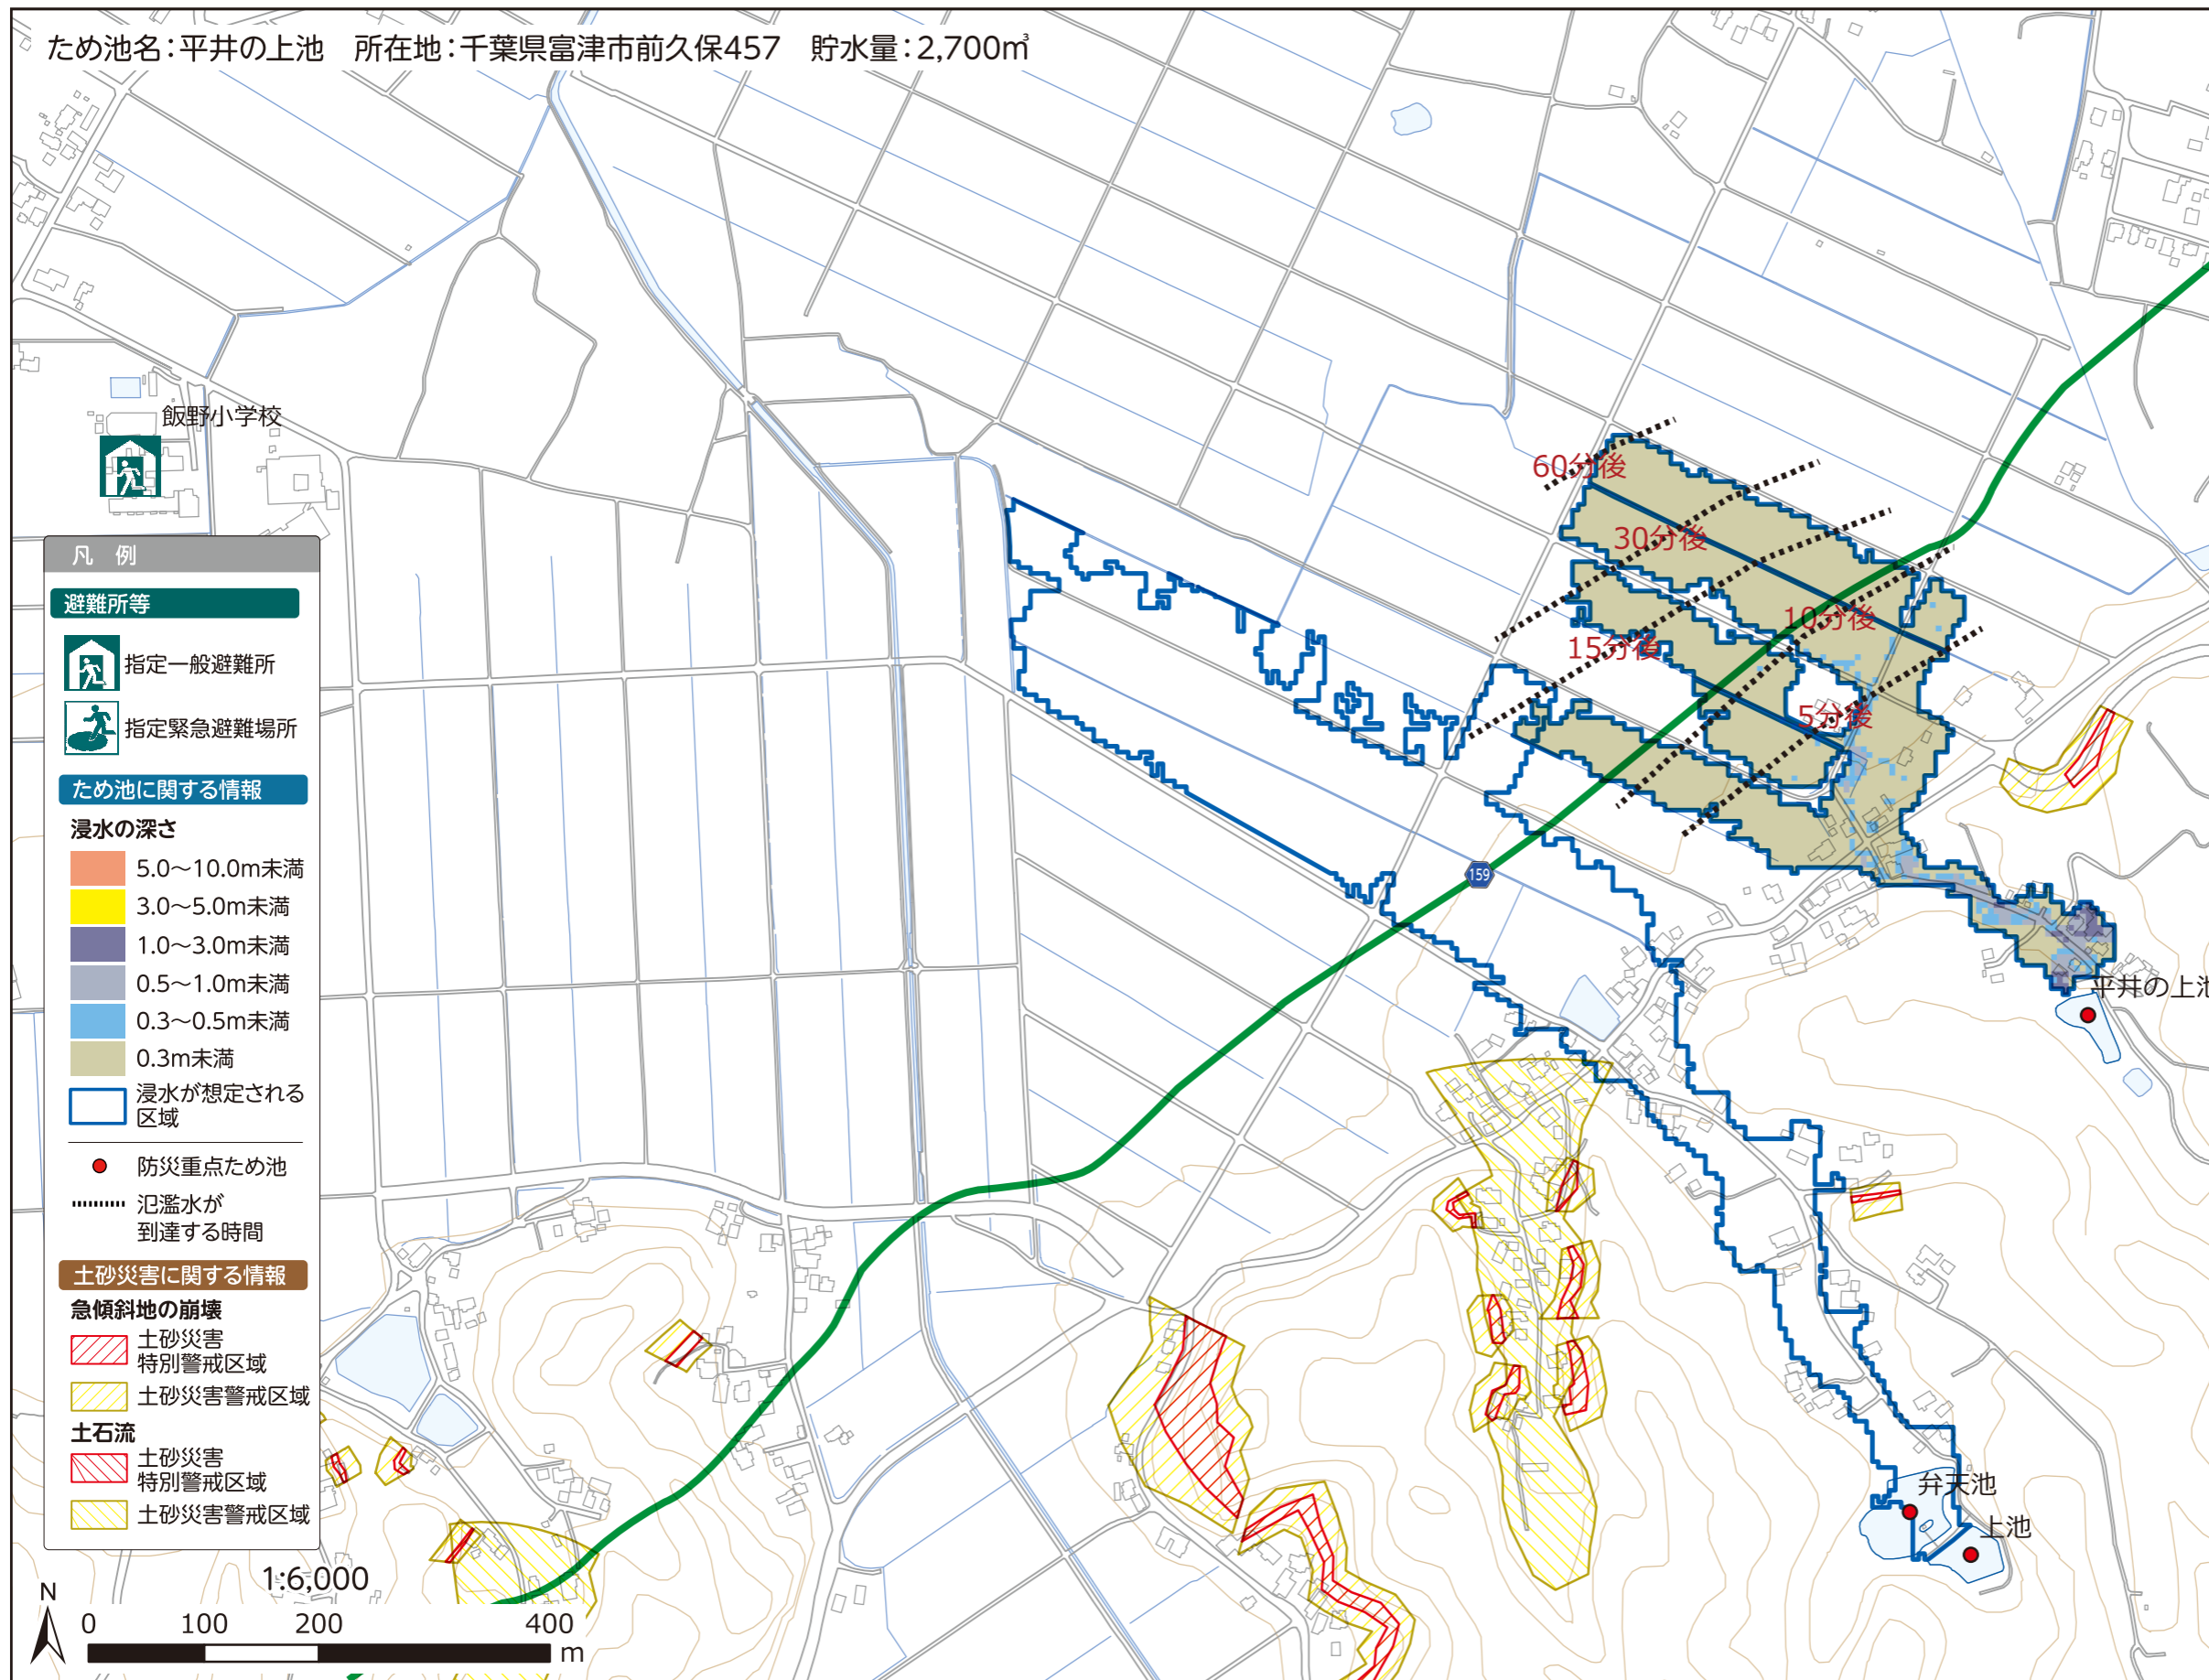 ため池名：平井の上池　所在地：千葉県富津市前久保457　貯水量：2,700㎥
飯野小学校
60分後
30分後
10分後
15分後
5分後
159
平井の上池
弁天池
上池
凡　例
避難所等
指定一般避難所
指定緊急避難場所
ため池に関する情報
浸水の深さ
5.0～10.0m未満
3.0～5.0m未満
1.0～3.0m未満
0.5～1.0m未満
0.3～0.5m未満
0.3m未満
浸水が想定される
区域
防災重点ため池
氾濫水が
到達する時間
土砂災害に関する情報
急傾斜地の崩壊
土砂災害
特別警戒区域
土砂災害警戒区域
土石流
土砂災害
特別警戒区域
土砂災害警戒区域
1:6,000
N
0　100　200　400
m